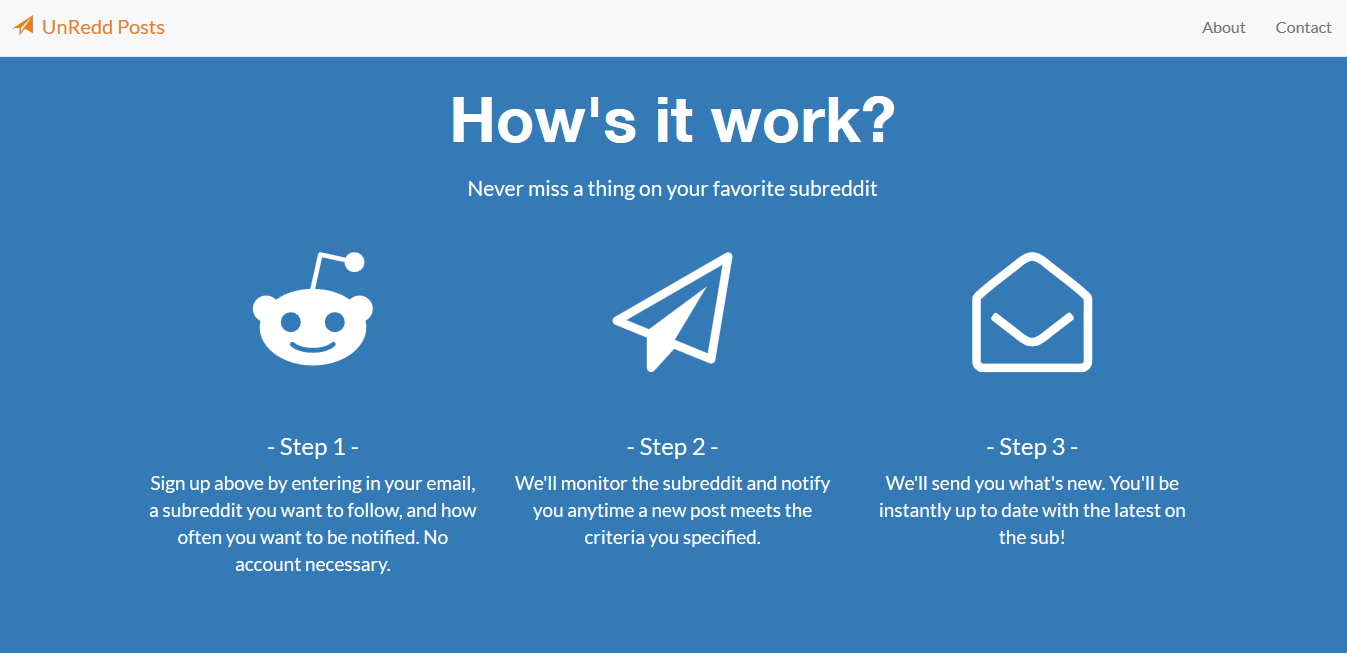 UnRedd Posts
About
Contact
How's it work?
Never miss a thing on your favorite subreddit
- Step 1 -
Sign up above by entering in your email,
a subreddit you want to follow, and how
often you want to be notified. No
account necessary.
- Step 2 -
We'll monitor the subreddit and notify
you anytime a new post meets the
criteria you specified.
- Step 3 -
We'll send you what's new. You'll be
instantly up to date with the latest on
the sub!